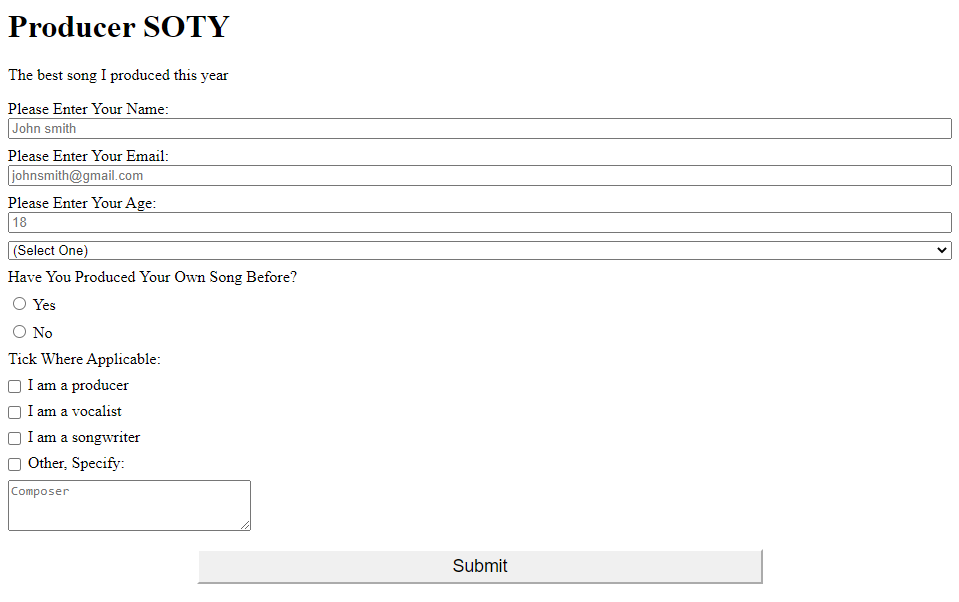 Producer SOTY
The best song I produced this year
Please Enter Your Name:
John smith
Please Enter Your Email:
johnsmith@gmail.com
Please Enter Your Age:
18
(Select One)
Have You Produced Your Own Song Before?
Yes
No
Tick Where Applicable:
I am a producer
I am a vocalist
I am a songwriter
Other, Specify:
Composer
Submit